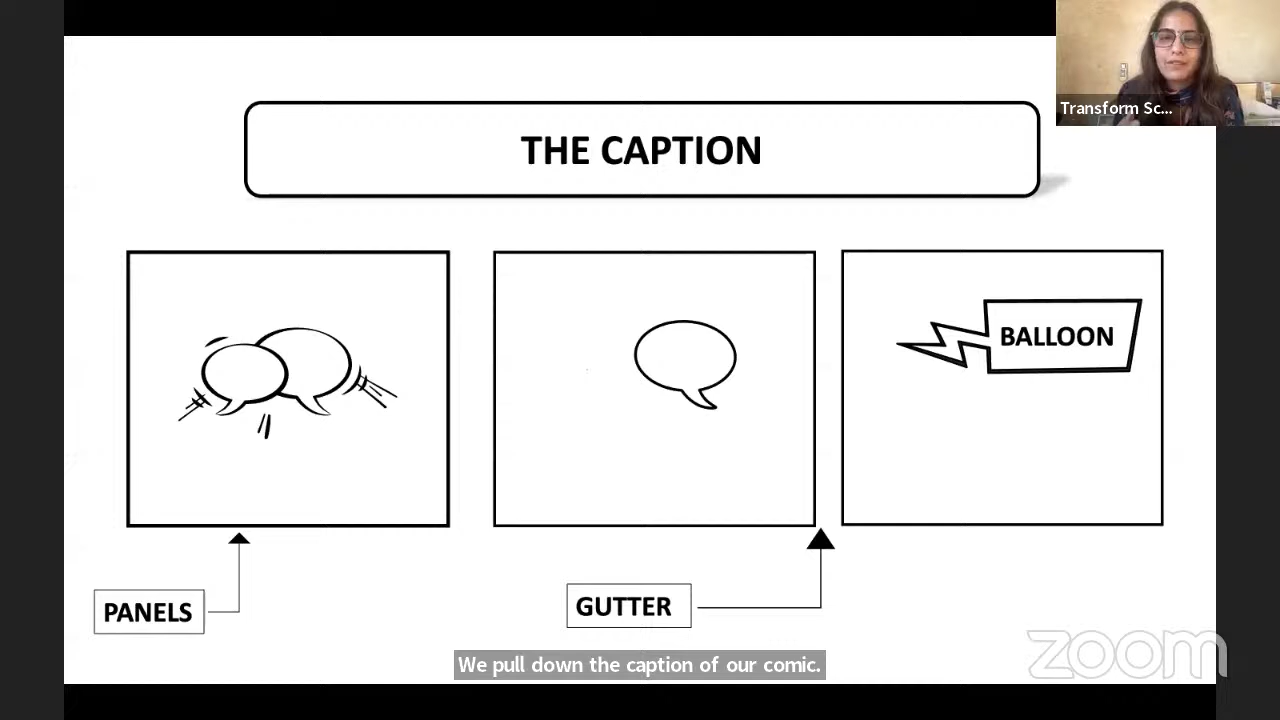 Transform Sc...
THE CAPTION
BALLOON
PANELS
GUTTER
We pull down the caption of our comic.
zoom